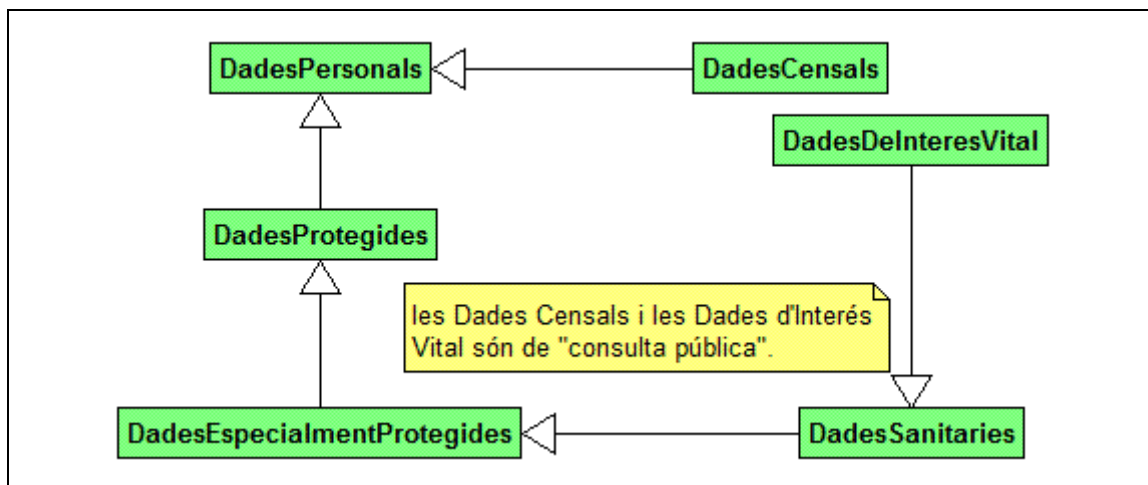 DadesPersonals
DadesCensals
DadesDeInteresVital
DadesProtegides
les Dades Censals i les Dades d'Interés
Vital són de "consulta pública".
DadesEspecialmentProtegides
DadesSanitaries